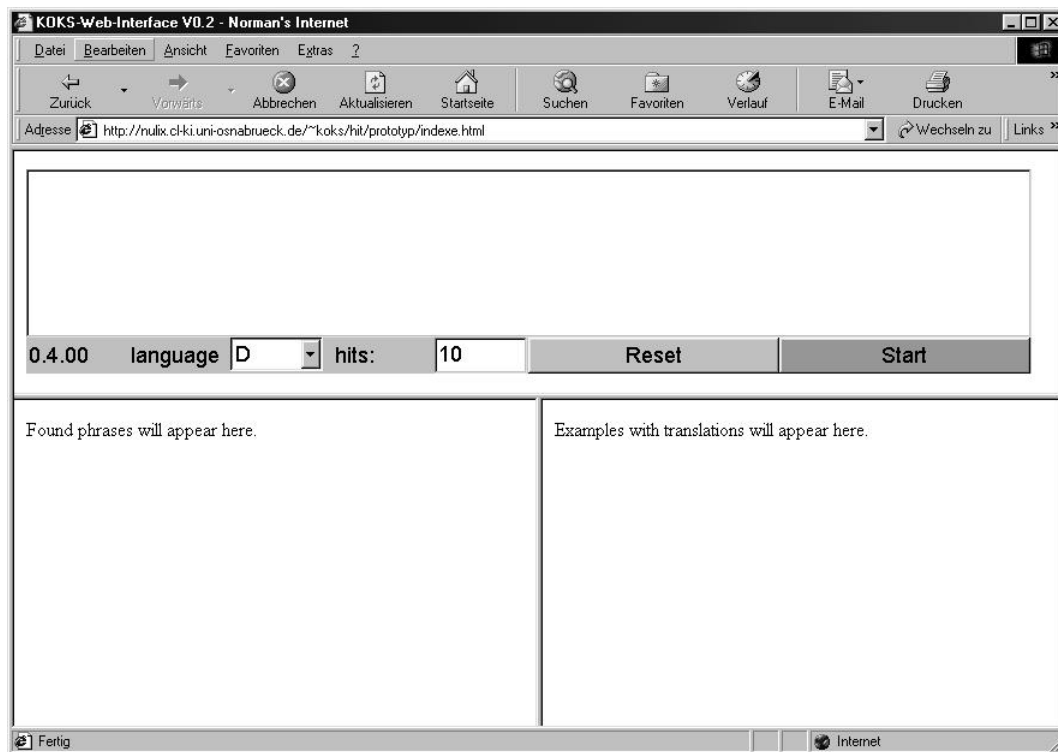 KOKS-Web-Interface V0.2 - Norman's Internet
Datei Bearbeiten Ansicht Favoriten Extras ?
Zurück Vorwärts Abbrechen Aktualisieren Startseite Suchen Favoriten Verlauf E-Mail Drucken »
Adresse http://nulix.cl-ki.uni-osnabrueck.de/~koks/hit/prototyp/indexe.html Wechseln zu Links »
0.4.00 language D hits: 10 Reset Start
Found phrases will appear here. Examples with translations will appear here.
Fertig Internet